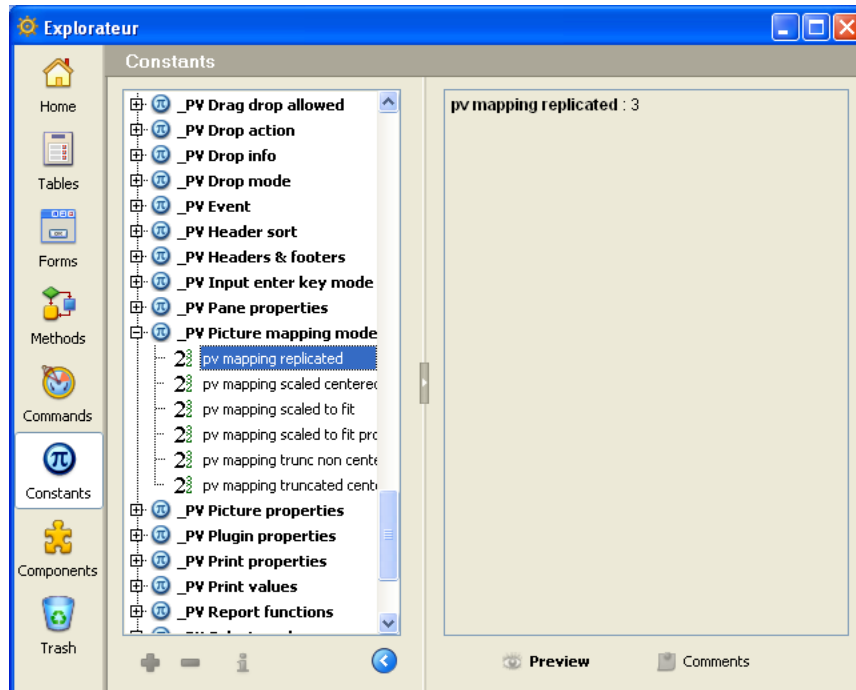 Explorateur
Constants
Home
Tables
Forms
Methods
Commands
Constants
Components
Trash
_PV Drag drop allowed
_PV Drop action
_PV Drop info
_PV Drop mode
_PV Event
_PV Header sort
_PV Headers & footers
_PV Input enter key mode
_PV Pane properties
_PV Picture mapping mode
pv mapping replicated
pv mapping scaled centered
pv mapping scaled to fit
pv mapping scaled to fit pro
pv mapping trunc non cente
pv mapping truncated cent
_PV Picture properties
_PV Plugin properties
_PV Print properties
_PV Print values
_PV Report functions
pv mapping replicated : 3
Preview
Comments